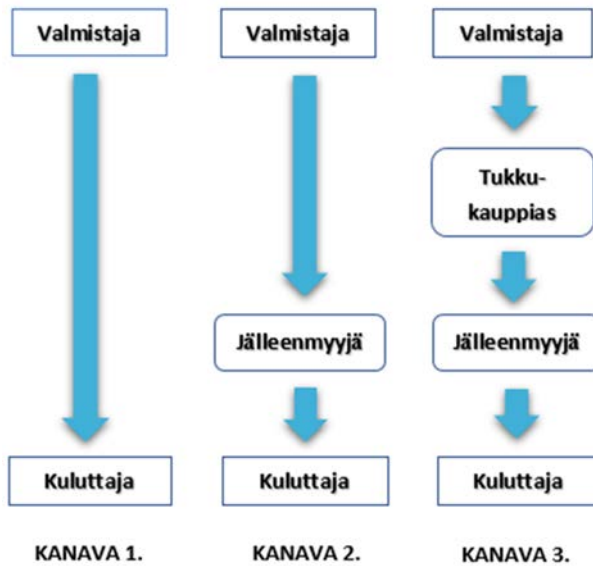 Valmistaja
Valmistaja
Valmistaja
Tukku-
kauppias
Jälleenmyyjä
Jälleenmyyjä
Kuluttaja
Kuluttaja
Kuluttaja
KANAVA 1.
KANAVA 2.
KANAVA 3.